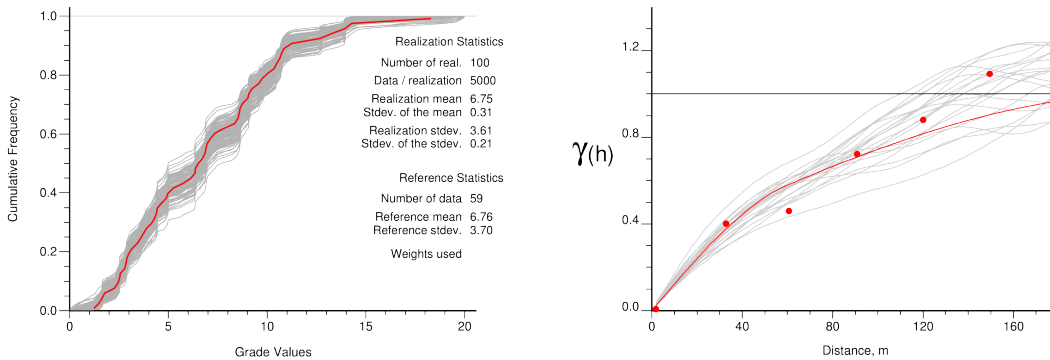 1.0
0.8
0.6
0.4
0.2
0.0
Cumulative Frequency
0
5
10
15
20
Grade Values
Realization Statistics
Number of real. 100
Data / realization 5000
Realization mean 6.75
Stdev. of the mean 0.31
Realization stdev. 3.61
Stdev. of the stdev. 0.21
Reference Statistics
Number of data 59
Reference mean 6.76
Reference stdev. 3.70
Weights used
γ(h)
1.2
0.8
0.4
0.0
0
40
80
120
160
Distance, m